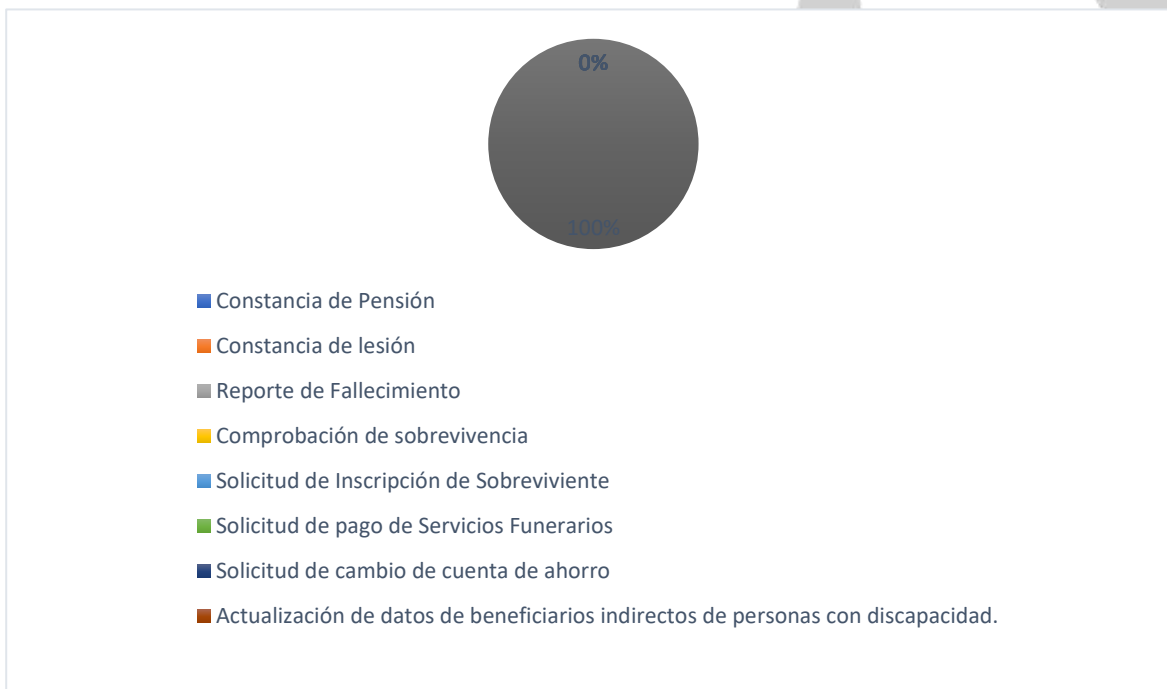 0%
100%
Constancia de Pensión
Constancia de lesión
Reporte de Fallecimiento
Comprobación de sobrevivencia
Solicitud de Inscripción de Sobreviviente
Solicitud de pago de Servicios Funerarios
Solicitud de cambio de cuenta de ahorro
Actualización de datos de beneficiarios indirectos de personas con discapacidad.